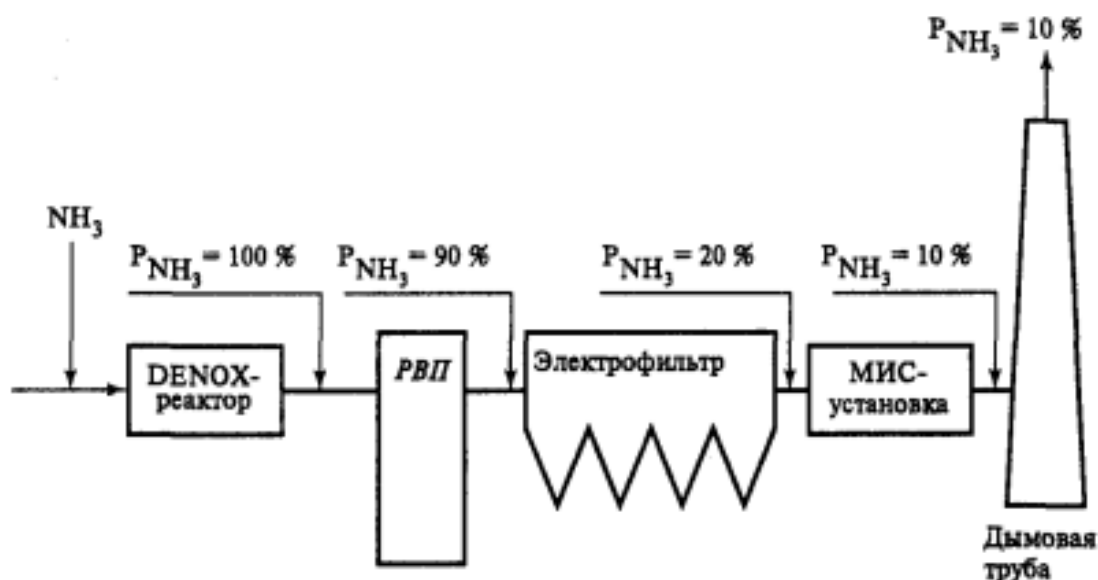 P_NH₃ = 10 %
NH₃
P_NH₃ = 100 %
P_NH₃ = 90 %
P_NH₃ = 20 %
P_NH₃ = 10 %
DENOX-
реактор
РВП
Электрофильтр
МИС-
установка
Дымовая
труба